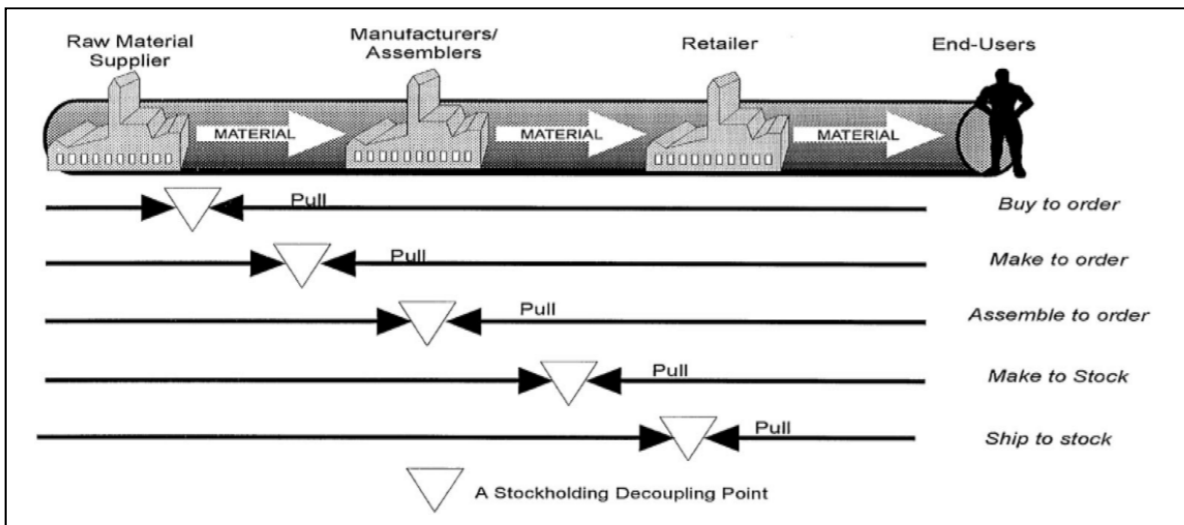 Raw Material
Supplier
Manufacturers/
Assemblers
Retailer
End-Users
MATERIAL
MATERIAL
MATERIAL
Pull
Buy to order
Pull
Make to order
Pull
Assemble to order
Pull
Make to Stock
Pull
Ship to stock
A Stockholding Decoupling Point